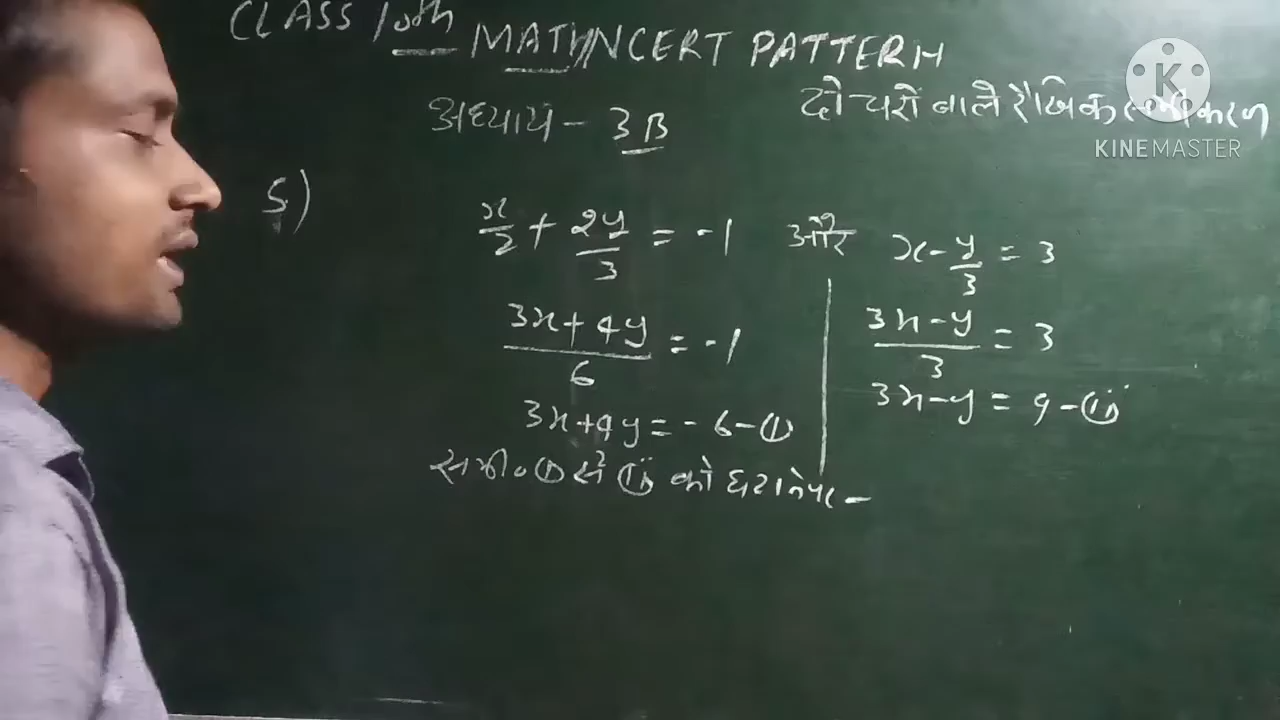 CLASS 10th MATH NCERT PATTERN
अध्याय - 3B
दो चरों वाले रैखिक समीकरण
K
KINEMASTER
5)
x/2 + 2y/3 = -1 और x - y/3 = 3
3x+4y/6 = -1
3x-y/3 = 3
3x+4y = -6 - (i)
3x-y = 9 - (ii)
समी० (i) से (ii) को घटाने पर -